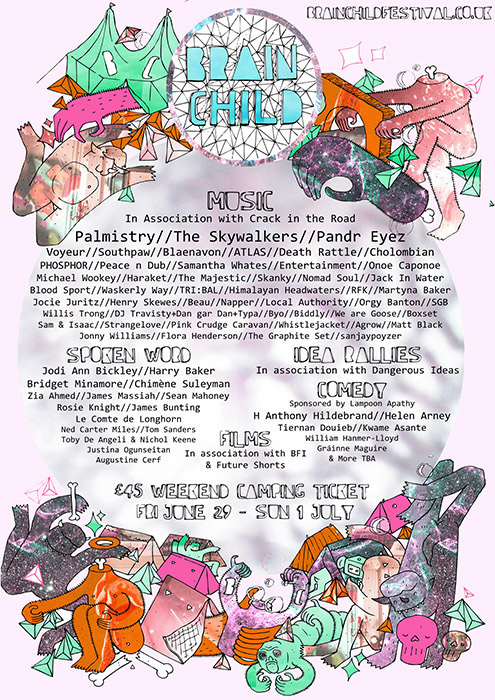 BRAINCHILDFESTIVAL.CO.UK
BRAIN
CHILD
MUSIC
In Association with Crack in the Road
Palmistry//The Skywalkers//Pandr Eyez
Voyeur//Southpaw//Blaenavon//ATLAS//Death Rattle//Cholombian
PHOSPHOR//Peace n Dub//Samantha Whates//Entertainment//Onoe Caponoe
Michael Wookey//Haraket//The Majestic//Skanky//Nomad Soul//Jack In Water
Blood Sport//Waskerly Way//TRI:BAL//Himalayan Headwaters//RFK//Martyna Baker
Jocie Juritz//Henry Skewes//Beau//Napper//Local Authority//Orgy Banton//SGB
Willis Trong//DJ Travisty+Dan gar Dan+Typa//Byo//Biddly//We are Goose//Boxset
Sam & Isaac//Strangelove//Pink Crudge Caravan//Whistlejacket//Agrow//Matt Black
Jonny Williams//Flora Henderson//The Graphite Set//sanjaypoyzer
SPOKEN WORD
Jodi Ann Bickley//Harry Baker
Bridget Minamore//Chimène Suleyman
Zia Ahmed//James Massiah//Sean Mahoney
Rosie Knight//James Bunting
Le Comte de Longhorn
Ned Carter Miles//Tom Sanders
Toby De Angeli & Nichol Keene
Justina Ogunseitan
Augustine Cerf
FILMS
In association with BFI
& Future Shorts
IDEA RALLIES
In association with Dangerous Ideas
COMEDY
Sponsored by Lampoon Apathy
H Anthony Hildebrand//Helen Arney
Tiernan Douieb//Kwame Asante
William Hanmer-Lloyd
Gráinne Maguire
& More TBA
£45 WEEKEND CAMPING TICKET
FRI JUNE 29 - SUN 1 JULY